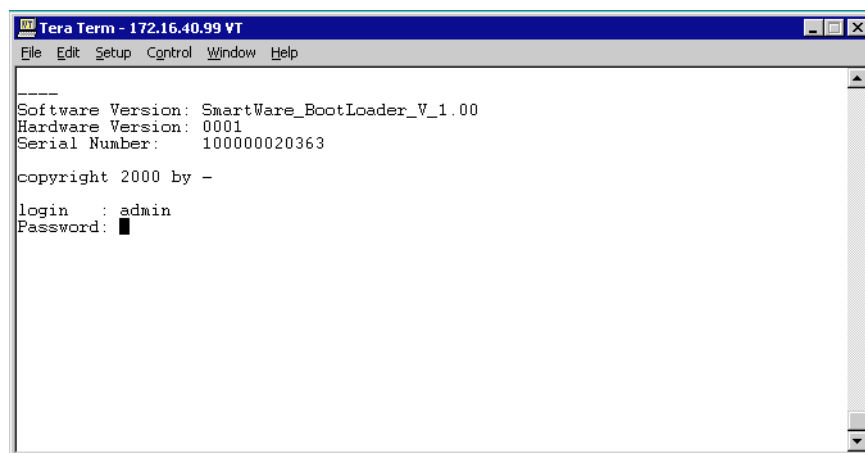 Tera Term - 172.16.40.99 VT
File Edit Setup Control Window Help
----
Software Version: SmartWare_BootLoader_V_1.00
Hardware Version: 0001
Serial Number: 100000020363
copyright 2000 by -
login : admin
Password: